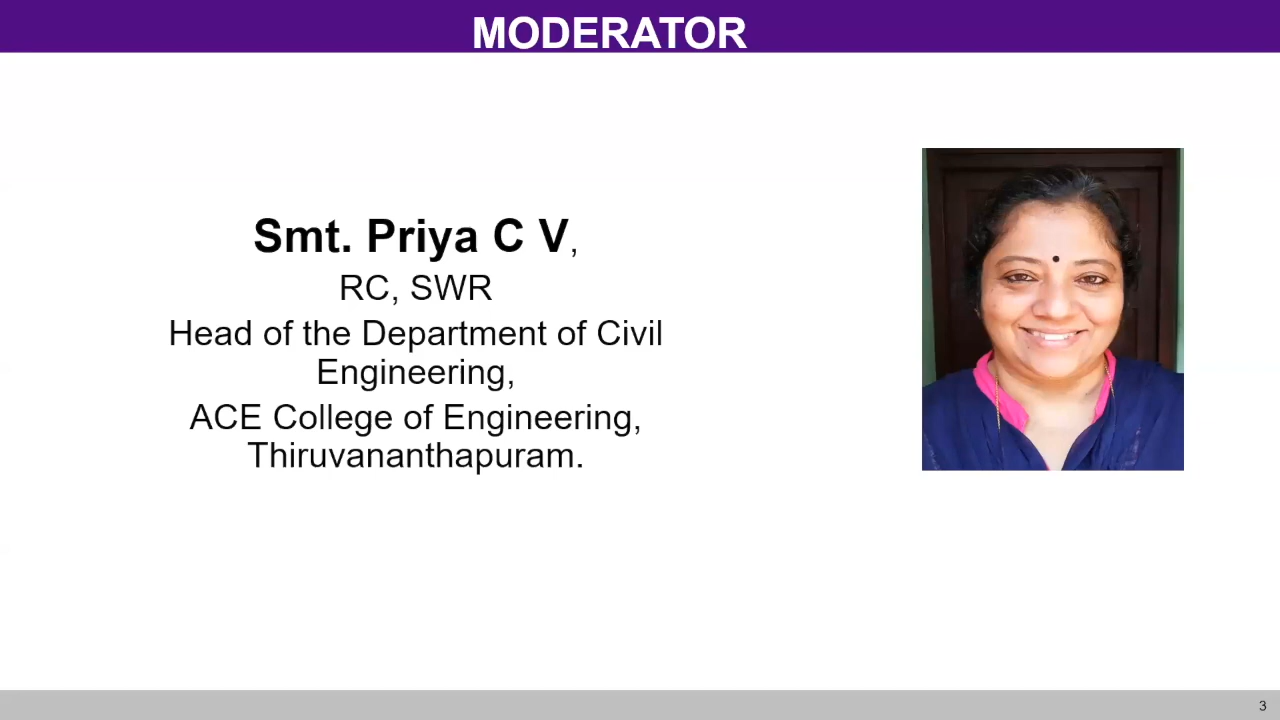 MODERATOR
Smt. Priya C V,
RC, SWR
Head of the Department of Civil
Engineering,
ACE College of Engineering,
Thiruvananthapuram.
3